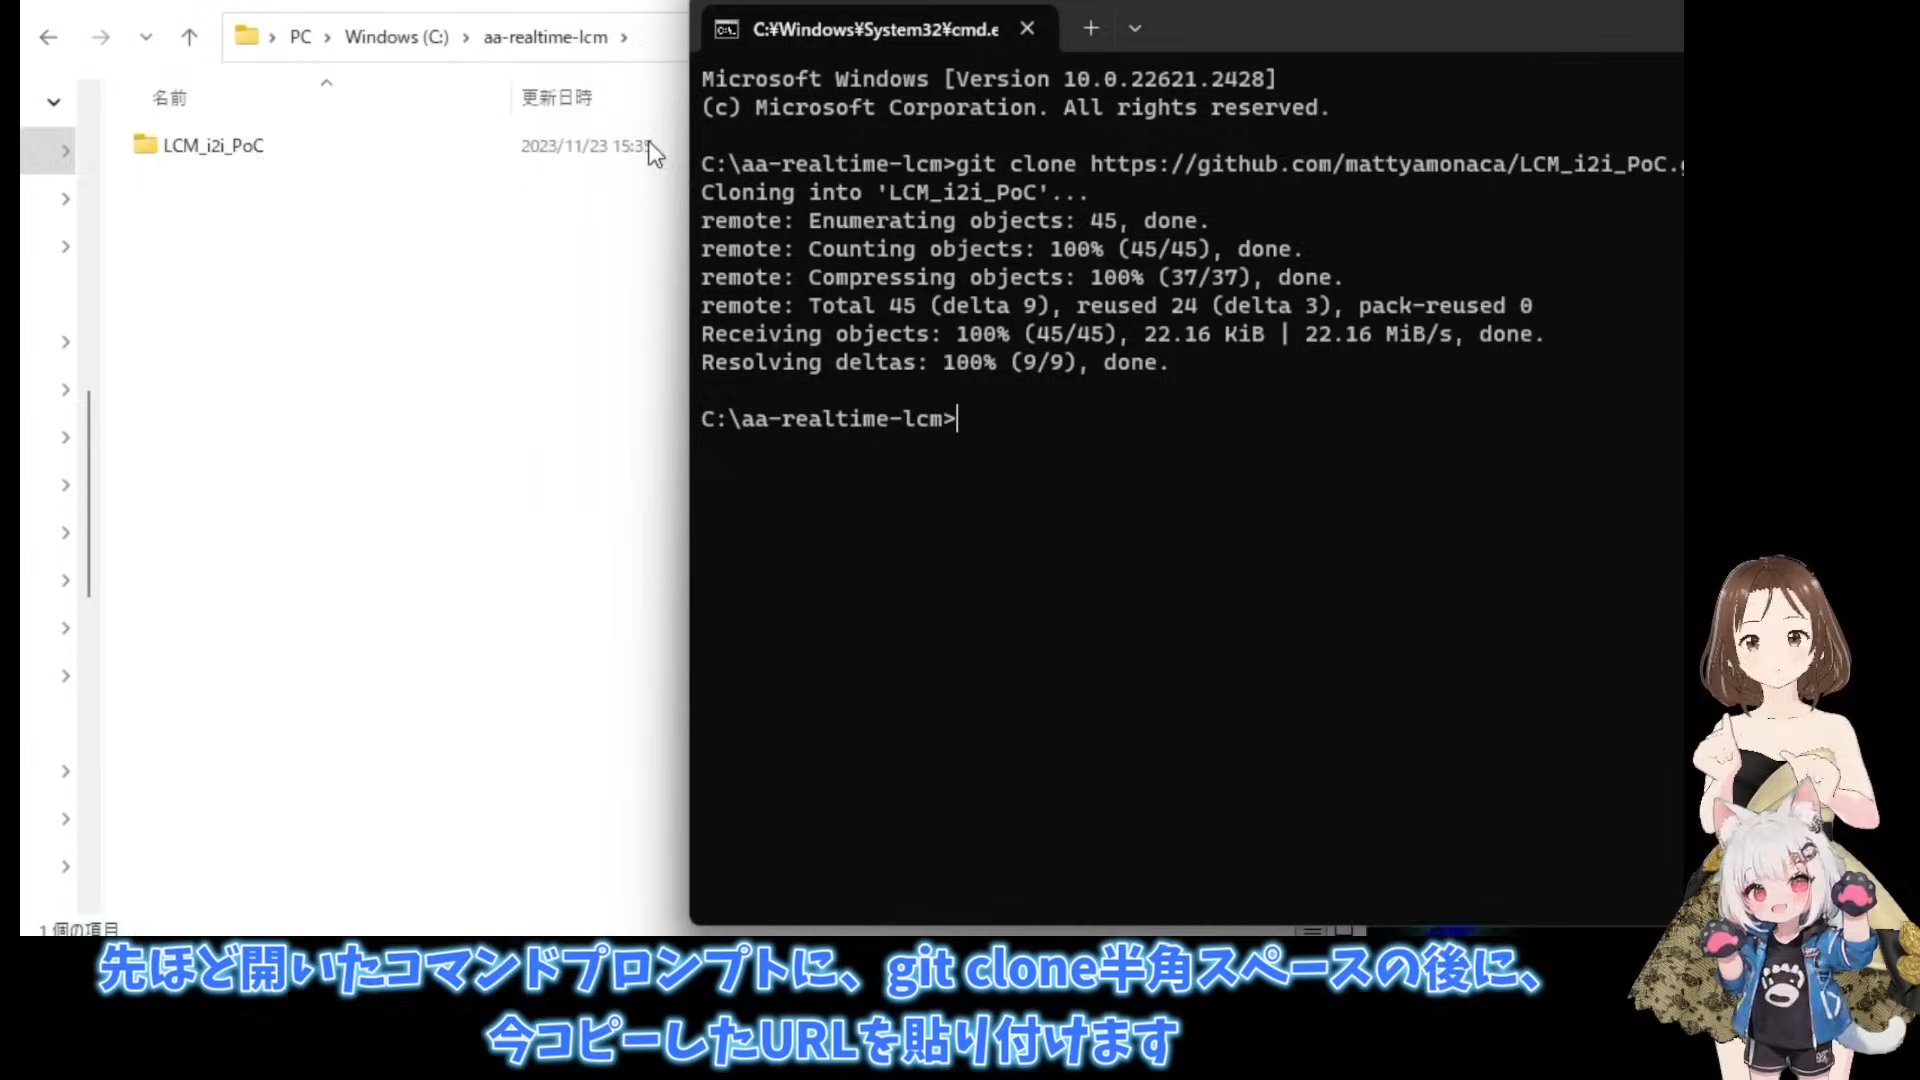 PC > Windows (C:) > aa-realtime-lcm >
名前
更新日時
LCM_i2i_PoC
2023/11/23 15:35
1 個の項目
C:¥Windows¥System32¥cmd.e
Microsoft Windows [Version 10.0.22621.2428]
(c) Microsoft Corporation. All rights reserved.
C:\aa-realtime-lcm>git clone https://github.com/mattyamonaca/LCM_i2i_PoC.g
Cloning into 'LCM_i2i_PoC'...
remote: Enumerating objects: 45, done.
remote: Counting objects: 100% (45/45), done.
remote: Compressing objects: 100% (37/37), done.
remote: Total 45 (delta 9), reused 24 (delta 3), pack-reused 0
Receiving objects: 100% (45/45), 22.16 KiB | 22.16 MiB/s, done.
Resolving deltas: 100% (9/9), done.
C:\aa-realtime-lcm>
先ほど開いたコマンドプロンプトに、git clone半角スペースの後に、
今コピーしたURLを貼り付けます